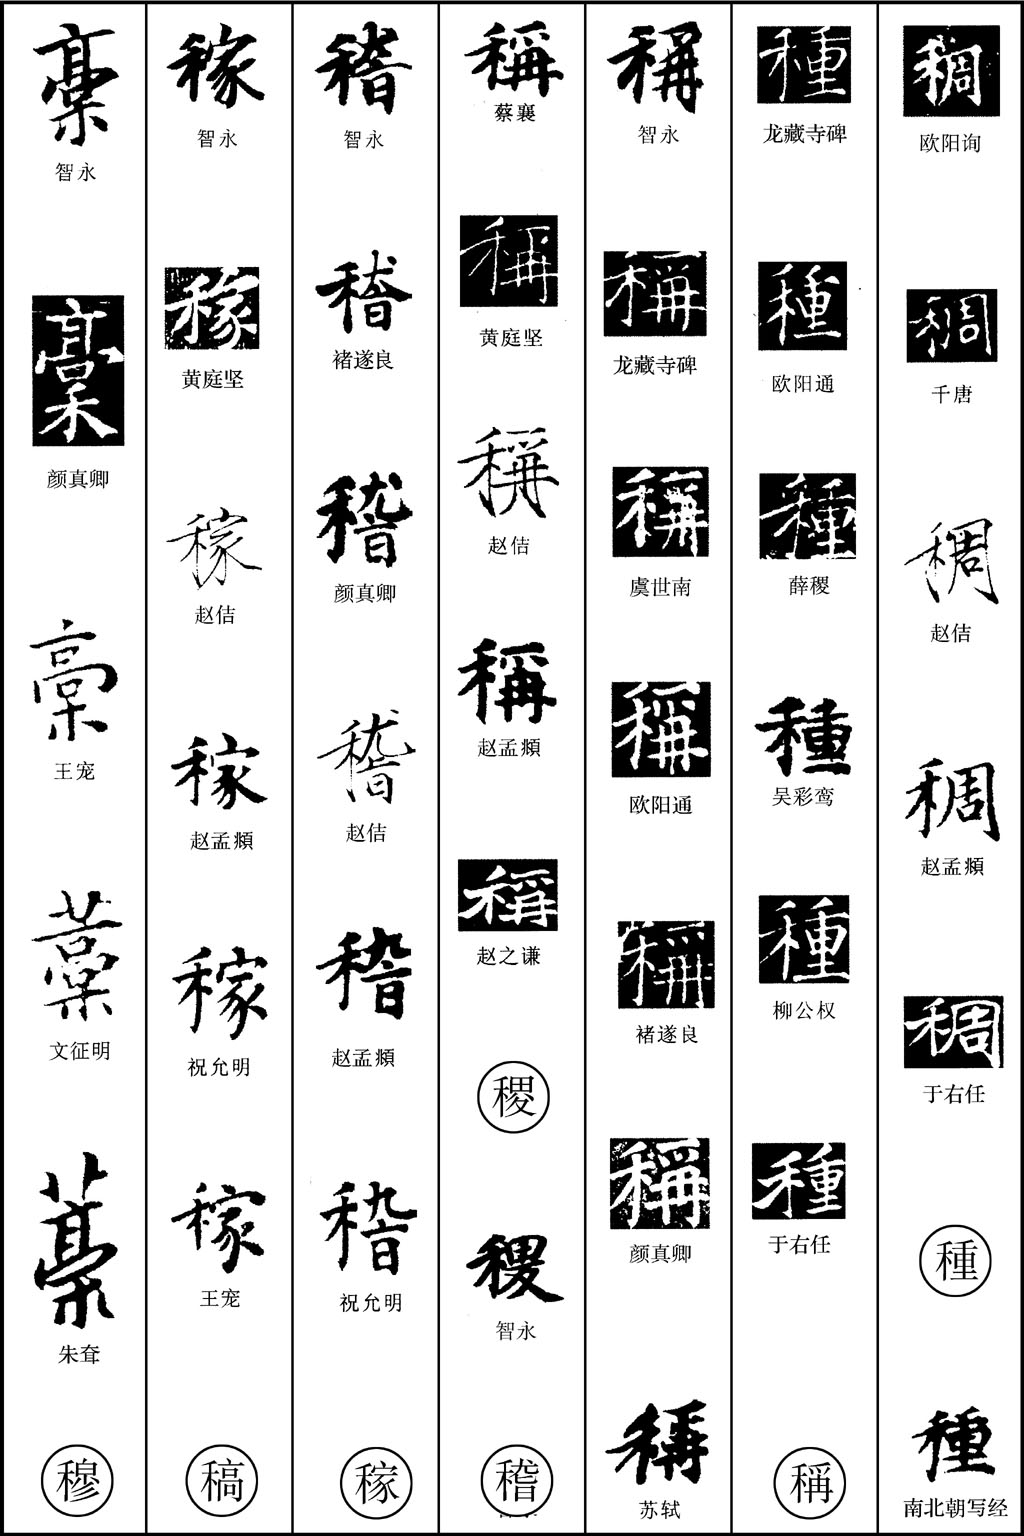 稠
欧阳询
稠
千唐
稠
赵佶
稠
赵孟頫
稠
于右任
種
種
南北朝写经
種
龙藏寺碑
種
欧阳通
種
薛稷
種
吴彩鸾
種
柳公权
種
于右任
稱
稱
智永
稱
龙藏寺碑
稱
虞世南
稱
欧阳通
稱
褚遂良
稱
颜真卿
稱
苏轼
稱
蔡襄
稱
黄庭坚
稱
赵佶
稱
赵孟頫
稱
赵之谦
稷
稷
智永
稽
稽
智永
稽
褚遂良
稽
颜真卿
稽
赵佶
稽
赵孟頫
稽
祝允明
稼
稼
智永
稼
黄庭坚
稼
赵佶
稼
赵孟頫
稼
祝允明
稼
王宠
稿
稾
智永
稾
颜真卿
稾
王宠
藁
文征明
藁
朱耷
穆